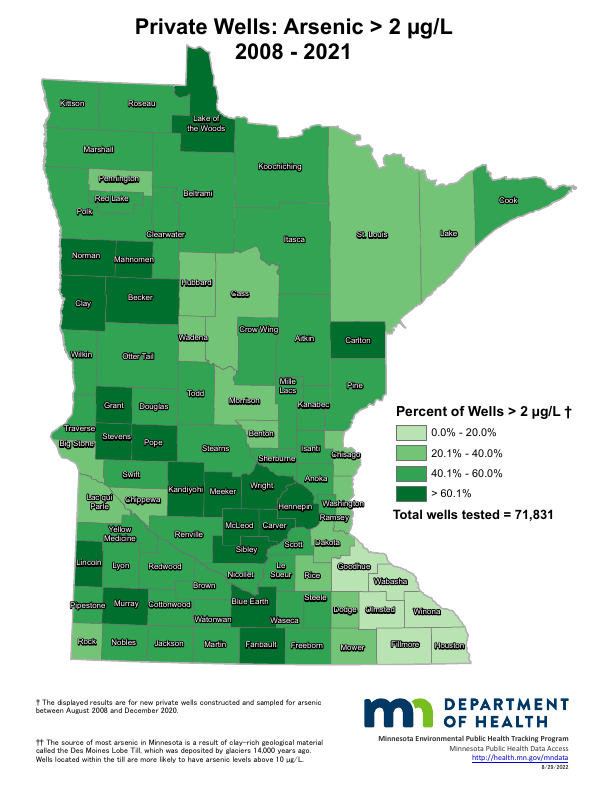 Private Wells: Arsenic > 2 µg/L
2008 - 2021
Kittson
Roseau
Lake of
the Woods
Marshall
Koochiching
Pennington
Red Lake
Beltrami
Polk
Cook
Clearwater
Itasca
St. Louis
Lake
Norman
Mahnomen
Hubbard
Cass
Clay
Becker
Crow Wing
Wadena
Aitkin
Carlton
Wilkin
Otter Tail
Mille
Lacs
Pine
Todd
Morrison
Kanabec
Grant
Douglas
Traverse
Big Stone
Stevens
Pope
Stearns
Benton
Sherburne
Isanti
Chisago
Swift
Anoka
Kandiyohi
Meeker
Wright
Lac qui
Parle
Chippewa
Hennepin
Washington
Ramsey
Yellow
Medicine
Renville
McLeod
Carver
Scott
Dakota
Sibley
Lincoln
Lyon
Redwood
Nicollet
Le
Sueur
Rice
Goodhue
Wabasha
Brown
Pipestone
Murray
Cottonwood
Watonwan
Blue Earth
Waseca
Steele
Dodge
Olmsted
Winona
Rock
Nobles
Jackson
Martin
Faribault
Freeborn
Mower
Fillmore
Houston
Percent of Wells > 2 µg/L †
0.0% - 20.0%
20.1% - 40.0%
40.1% - 60.0%
> 60.1%
Total wells tested = 71,831
† The displayed results are for new private wells constructed and sampled for arsenic
between August 2008 and December 2020.
†† The source of most arsenic in Minnesota is a result of clay-rich geological material
called the Des Moines Lobe Till, which was deposited by glaciers 14,000 years ago.
Wells located within the till are more likely to have arsenic levels above 10 µg/L.
mn DEPARTMENT
OF HEALTH
Minnesota Environmental Public Health Tracking Program
Minnesota Public Health Data Access
http://health.mn.gov/mndata
8/29/2022